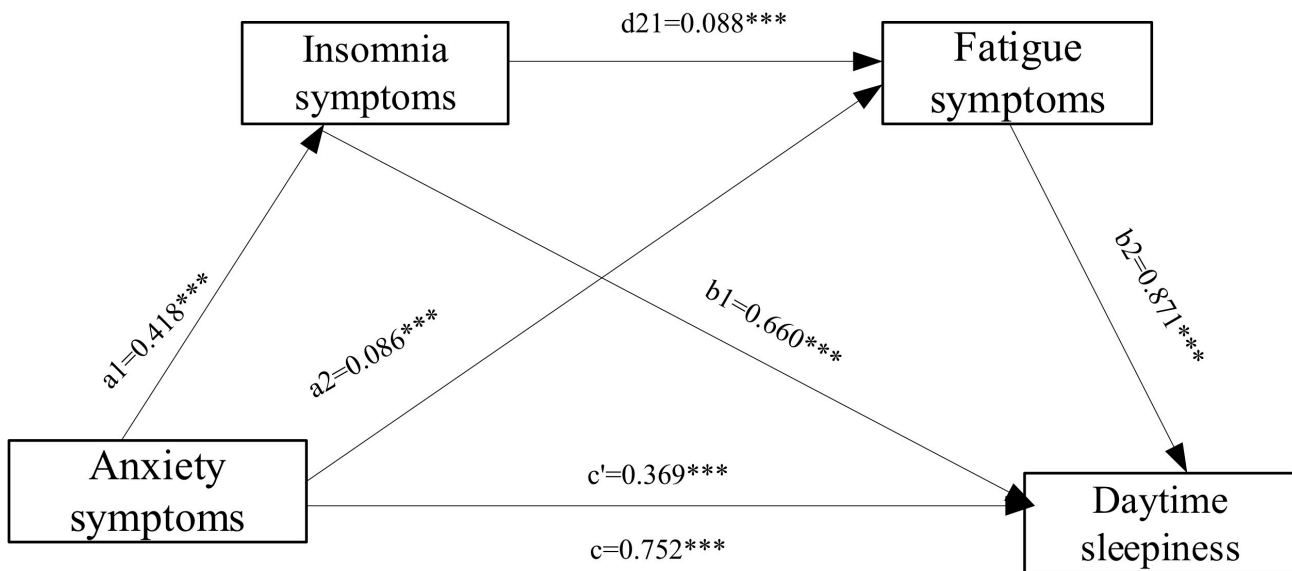 d21=0.088***
Insomnia
symptoms
Fatigue
symptoms
a1=0.418***
a2=0.086***
b1=0.660***
b2=0.871***
Anxiety
symptoms
c'=0.369***
c=0.752***
Daytime
sleepiness